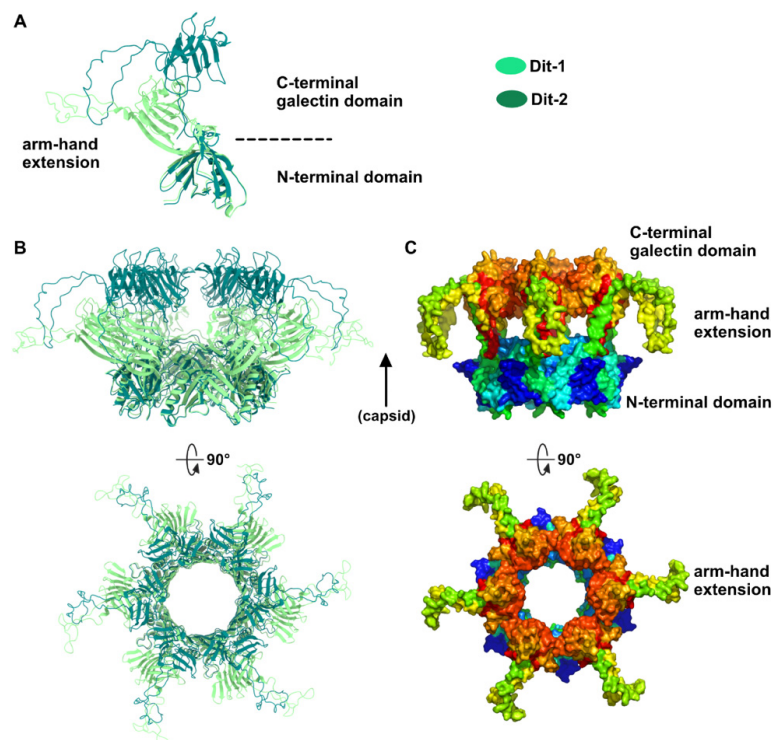 A
Dit-1
Dit-2
C-terminal
galectin domain
arm-hand
extension
N-terminal domain
B
C
C-terminal
galectin domain
arm-hand
extension
N-terminal domain
(capsid)
90°
90°
arm-hand
extension